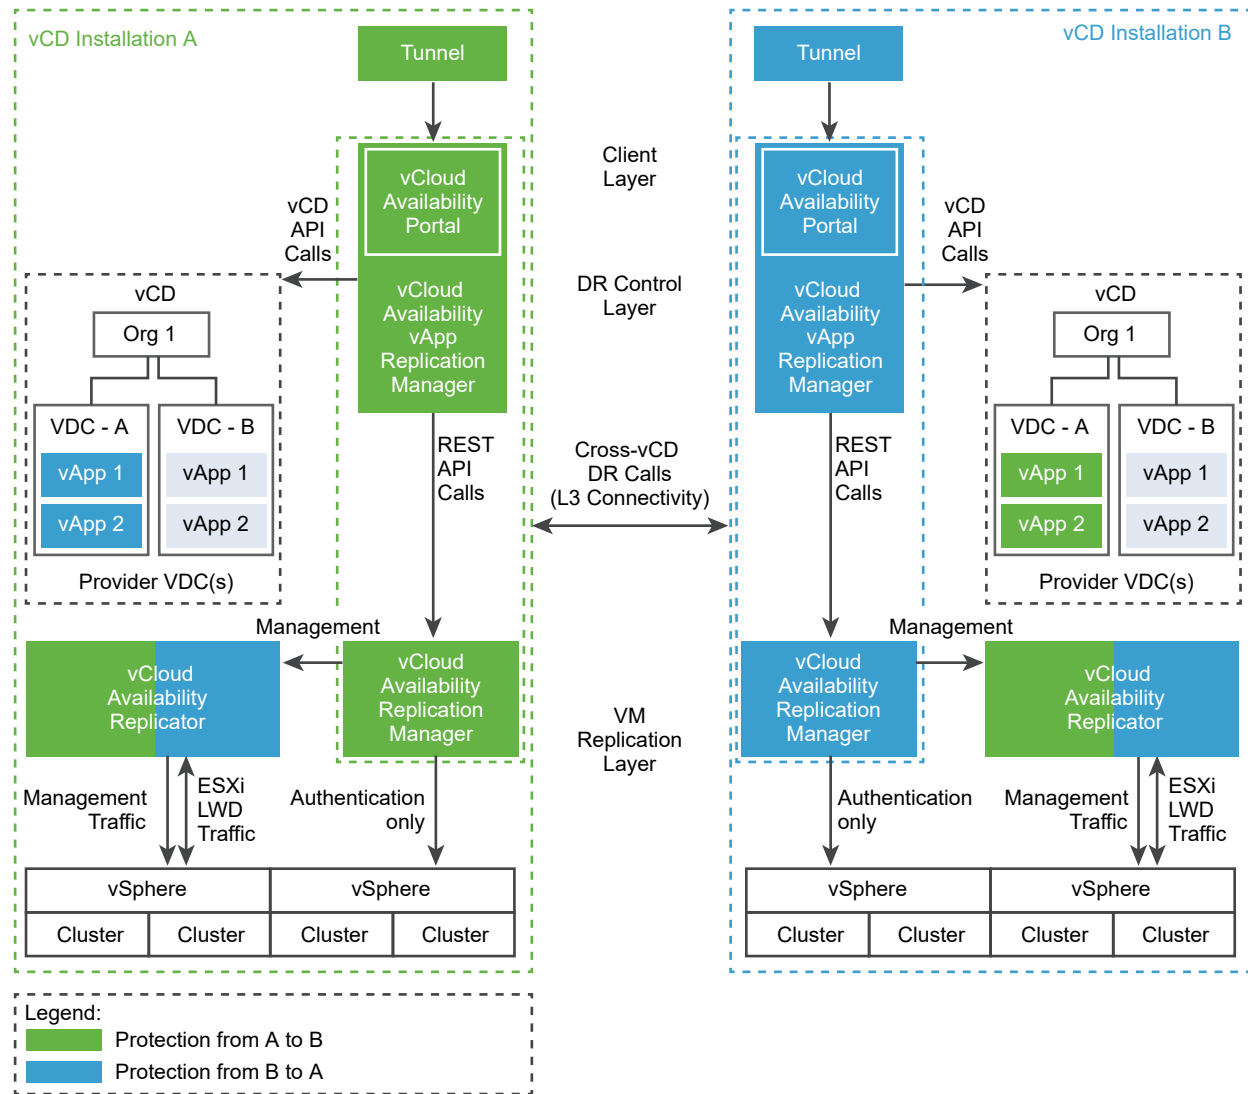 vCD Installation A
Tunnel
vCloud
Availability
Portal
vCD
API
Calls
vCloud
Availability
vApp
Replication
Manager
vCD
Org 1
VDC - A
vApp 1
vApp 2
VDC - B
vApp 1
vApp 2
Provider VDC(s)
REST
API
Calls
Management
vCloud
Availability
Replicator
vCloud
Availability
Replication
Manager
Management
Traffic
ESXi
LWD
Traffic
Authentication
only
vSphere
vSphere
Cluster
Cluster
Cluster
Cluster
Client
Layer
DR Control
Layer
Cross-vCD
DR Calls
(L3 Connectivity)
VM
Replication
Layer
vCD Installation B
Tunnel
vCloud
Availability
Portal
vCD
API
Calls
vCloud
Availability
vApp
Replication
Manager
vCD
Org 1
VDC - A
vApp 1
vApp 2
VDC - B
vApp 1
vApp 2
Provider VDC(s)
REST
API
Calls
Management
vCloud
Availability
Replication
Manager
vCloud
Availability
Replicator
Authentication
only
Management
Traffic
ESXi
LWD
Traffic
vSphere
vSphere
Cluster
Cluster
Cluster
Cluster
Legend:
Protection from A to B
Protection from B to A